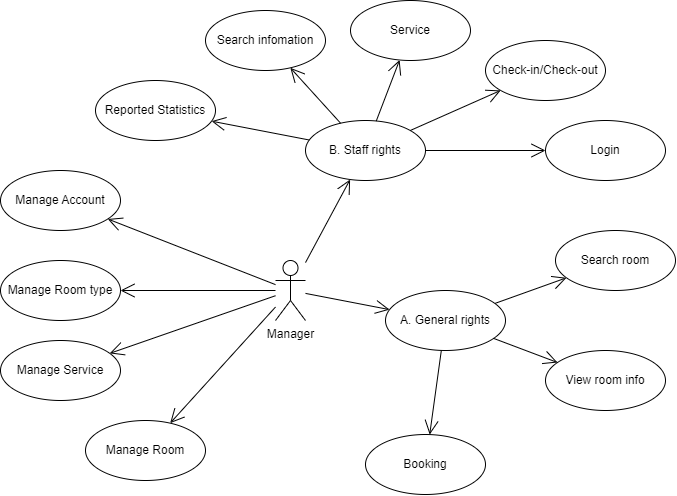 Service
Search infomation
Check-in/Check-out
Reported Statistics
B. Staff rights
Login
Manage Account
Search room
Manage Room type
A. General rights
Manager
Manage Service
View room info
Manage Room
Booking